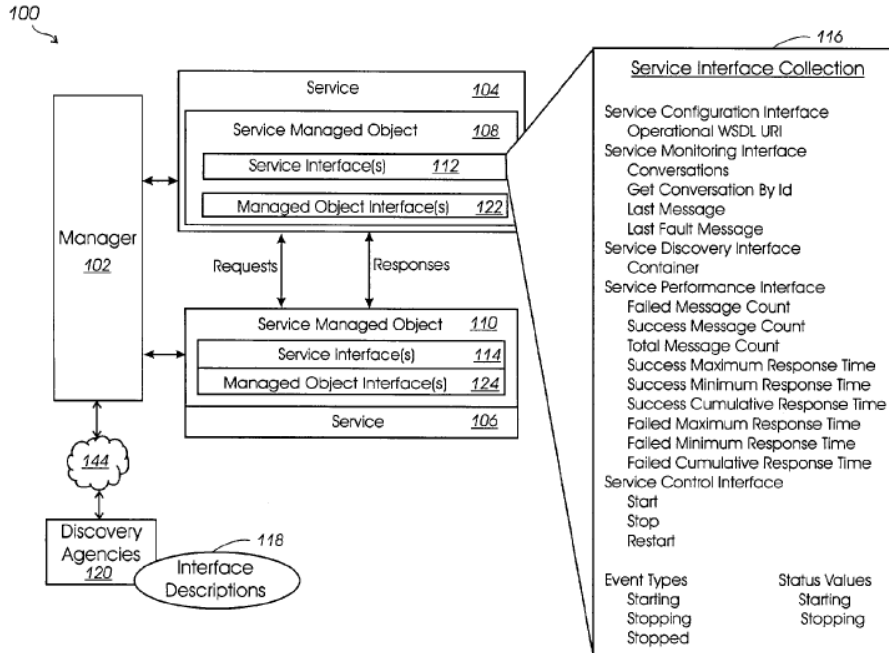 100
116
Service Interface Collection
Service 104
Service Managed Object 108
Service Interface(s) 112
Managed Object Interface(s) 122
Manager
102
Requests
Responses
Service Managed Object 110
Service Interface(s) 114
Managed Object Interface(s) 124
Service 106
144
Discovery
Agencies
120
118
Interface
Descriptions
Service Configuration Interface
Operational WSDL URI
Service Monitoring Interface
Conversations
Get Conversation By Id
Last Message
Last Fault Message
Service Discovery Interface
Container
Service Performance Interface
Failed Message Count
Success Message Count
Total Message Count
Success Maximum Response Time
Success Minimum Response Time
Success Cumulative Response Time
Failed Maximum Response Time
Failed Minimum Response Time
Failed Cumulative Response Time
Service Control Interface
Start
Stop
Restart
Event Types Status Values
Starting Starting
Stopping Stopping
Stopped